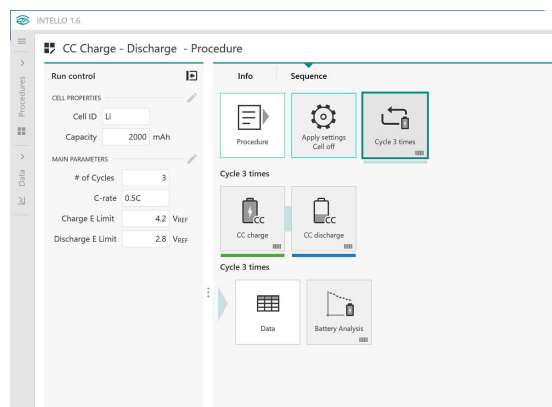 INTELLO 1.6
CC Charge - Discharge - Procedure
Run control
Info
Sequence
CELL PROPERTIES
Cell ID Li
Capacity 2000 mAh
MAIN PARAMETERS
# of Cycles 3
C-rate 0.5C
Charge E Limit 4.2 VREF
Discharge E Limit 2.8 VREF
Procedures
Data
Procedure
Apply settings
Cell off
Cycle 3 times
Cycle 3 times
CC
CC charge
CC
CC discharge
Cycle 3 times
Data
Battery Analysis